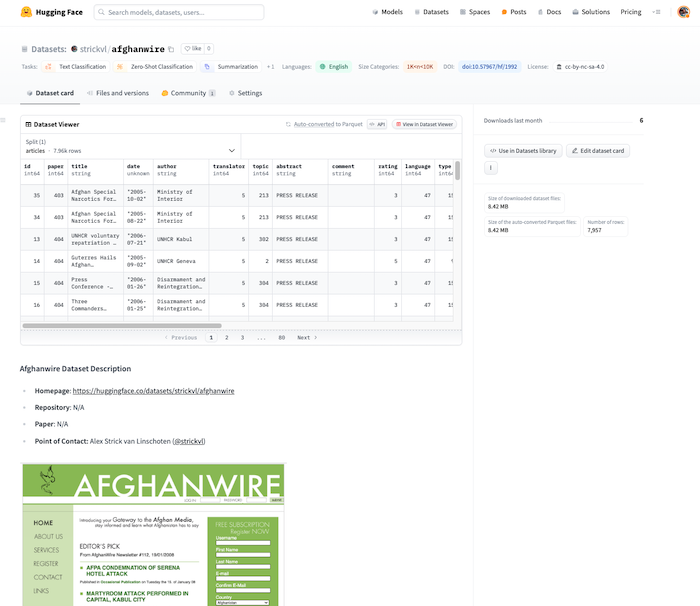 Hugging Face
Search models, datasets, users...
Models
Datasets
Spaces
Posts
Docs
Solutions
Pricing
Datasets: strickvl/afghanwire
like 0
Tasks: Text Classification Zero-Shot Classification Summarization + 1 Languages: English Size Categories: 1K<n<10K DOI: doi:10.57967/hf/1992 License: cc-by-nc-sa-4.0
Dataset card
Files and versions
Community 1
Settings
Dataset Viewer
Auto-converted to Parquet
API
View in Dataset Viewer
Split (1)
articles · 7.96k rows
id paper title date author translator topic abstract comment rating language type
int64 int64 string unknown string int64 int64 string string int64 int64 int64
35 403 Afghan Special Narcotics For… "2005-10-02" Ministry of Interior 5 213 PRESS RELEASE 3 47 15
34 403 Afghan Special Narcotics For… "2005-08-22" Ministry of Interior 5 213 PRESS RELEASE 3 47 15
13 404 UNHCR voluntary repatriation … "2006-07-21" UNHCR Kabul 5 302 PRESS RELEASE 3 47
14 404 Guterres Hails Afghan… "2005-09-02" UNHCR Geneva 5 2 PRESS RELEASE 5 47
15 404 Press Conference -… "2006-01-26" Disarmament and Reintegration… 5 304 PRESS RELEASE 3 47 15
16 404 Three Commanders… "2006-01-25" Disarmament and Reintegration… 5 304 PRESS RELEASE 3 47 15
Previous 1 2 3 ... 80 Next
Downloads last month
6
Use in Datasets library
Edit dataset card
Size of downloaded dataset files:
8.42 MB
Size of the auto-converted Parquet files:
8.42 MB
Number of rows:
7,957
Afghanwire Dataset Description
Homepage: https://huggingface.co/datasets/strickvl/afghanwire
Repository: N/A
Paper: N/A
Point of Contact: Alex Strick van Linschoten (@strickvl)
AFGHANWIRE
HOME
ABOUT US
SERVICES
REGISTER
CONTACT
LINKS
Introducing your Gateway to the Afghan Media,
stay informed and learn what Afghanistan has to say
EDITOR'S PICK
From AfghanWire Newsletter #112, 19/01/2008
AFPA CONDEMNATION OF SERENA
HOTEL ATTACK
Published in Occasional Publication on Tuesday the 15. of January 08
MARTYRDOM ATTACK PERFORMED IN
CAPITAL, KABUL CITY
FREE SUBSCRIPTION
Register NOW
Username
First Name
Last Name
E-mail
Confirm E-Mail
Country
Afghanistan